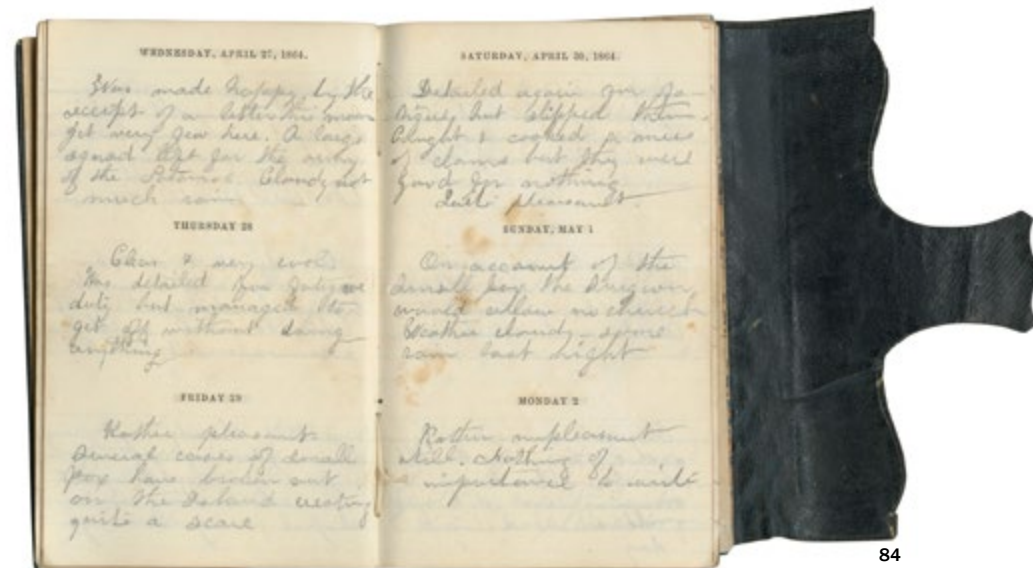 WEDNESDAY, APRIL 27, 1864.
Was made happy by the
receipt of a letter this
get very few here. A large
squad left for the army
of the Potomac. Cloudy not
much rain
THURSDAY 28
Clear & very cool
Was detailed for fatigue
duty but managed to
get off without doing
anything
FRIDAY 29
Rather pleasant
Several cases of small
pox have broken out
on the Island creating
quite a scare
SATURDAY, APRIL 30, 1864.
Detailed again for fa-
tigue, but slipped
Caught & cooked a mess
of clams but they were
good for nothing
Quite pleasant.
SUNDAY, MAY 1
On account of the
small pox the Surgeon
would allow no church
Weather cloudy some
rain last night
MONDAY 2
Rather unpleasant
still. Nothing of
importance to write
84